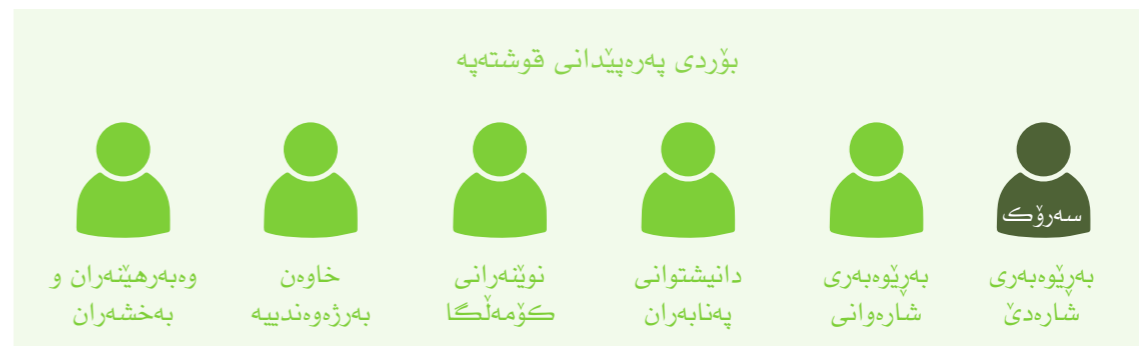 بۆردی پەرەپێدانی قوشتەپە
سەرۆک
بەڕێوەبەری
شارەدێ
بەڕێوەبەری
شارەوانی
دانیشتوانی
پەنابەران
نوێنەرانی
کۆمەڵگا
خاوەن
بەرژەوەندییە
وەبەرهێنەران و
بەخشەران